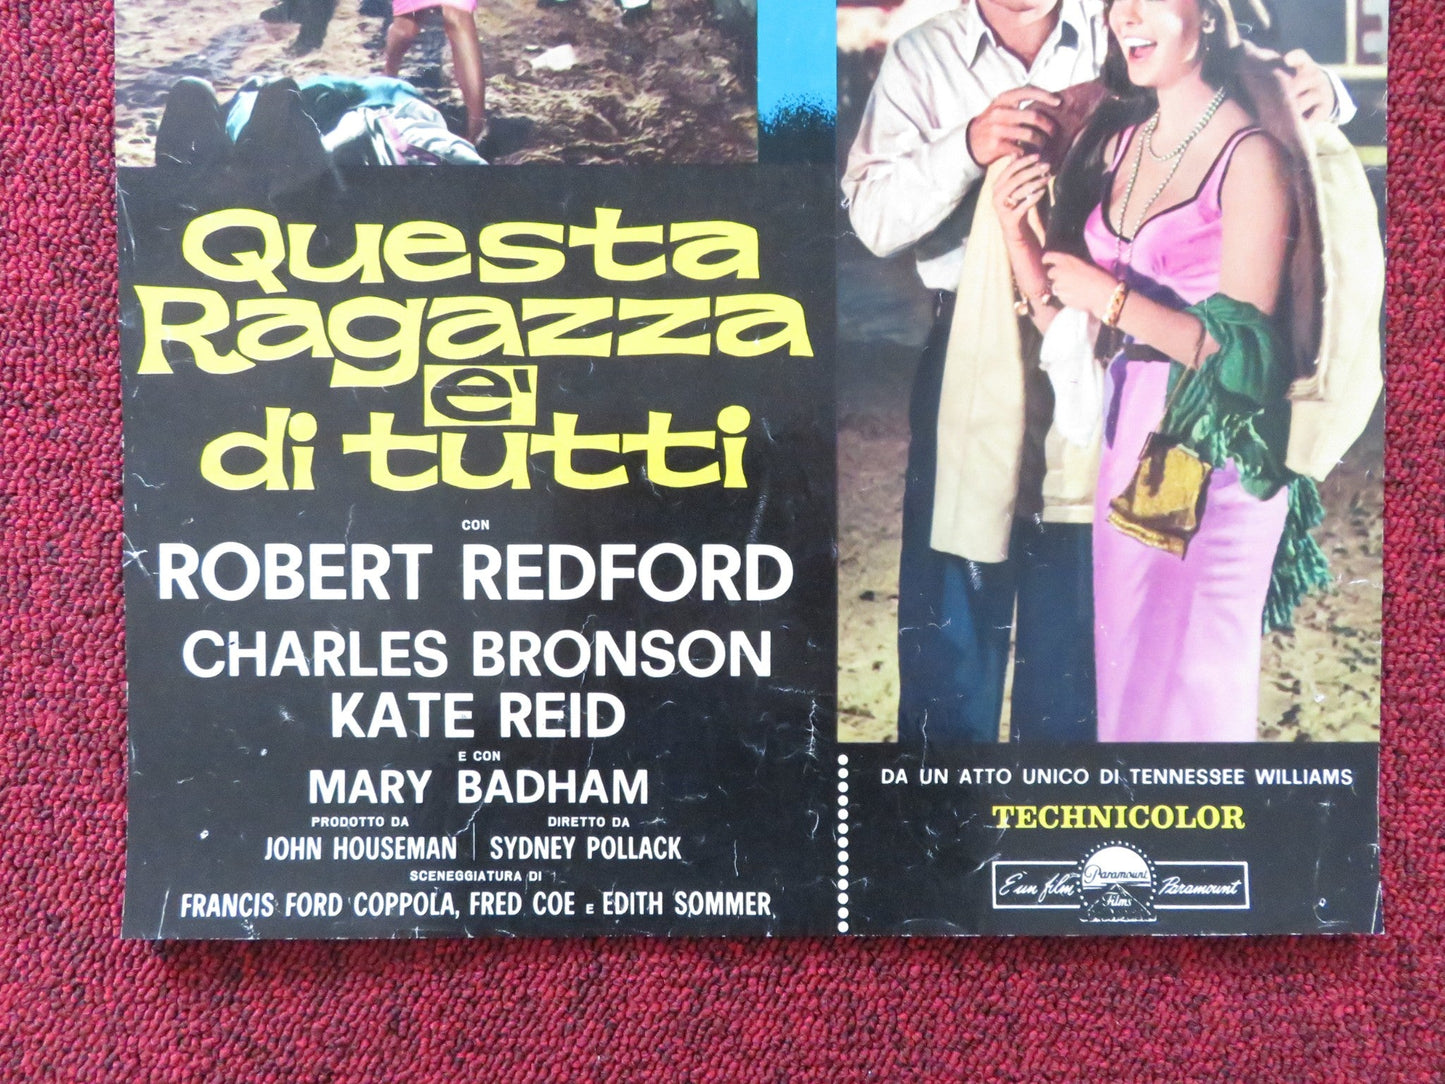 Questa
Ragazza
è
di tutti
CON
ROBERT REDFORD
CHARLES BRONSON
KATE REID
E CON
MARY BADHAM
PRODOTTO DA
JOHN HOUSEMAN
DIRETTO DA
SYDNEY POLLACK
SCENEGGIATURA DI
FRANCIS FORD COPPOLA, FRED COE E EDITH SOMMER
DA UN ATTO UNICO DI TENNESSEE WILLIAMS
TECHNICOLOR
E' un film Paramount Films Paramount